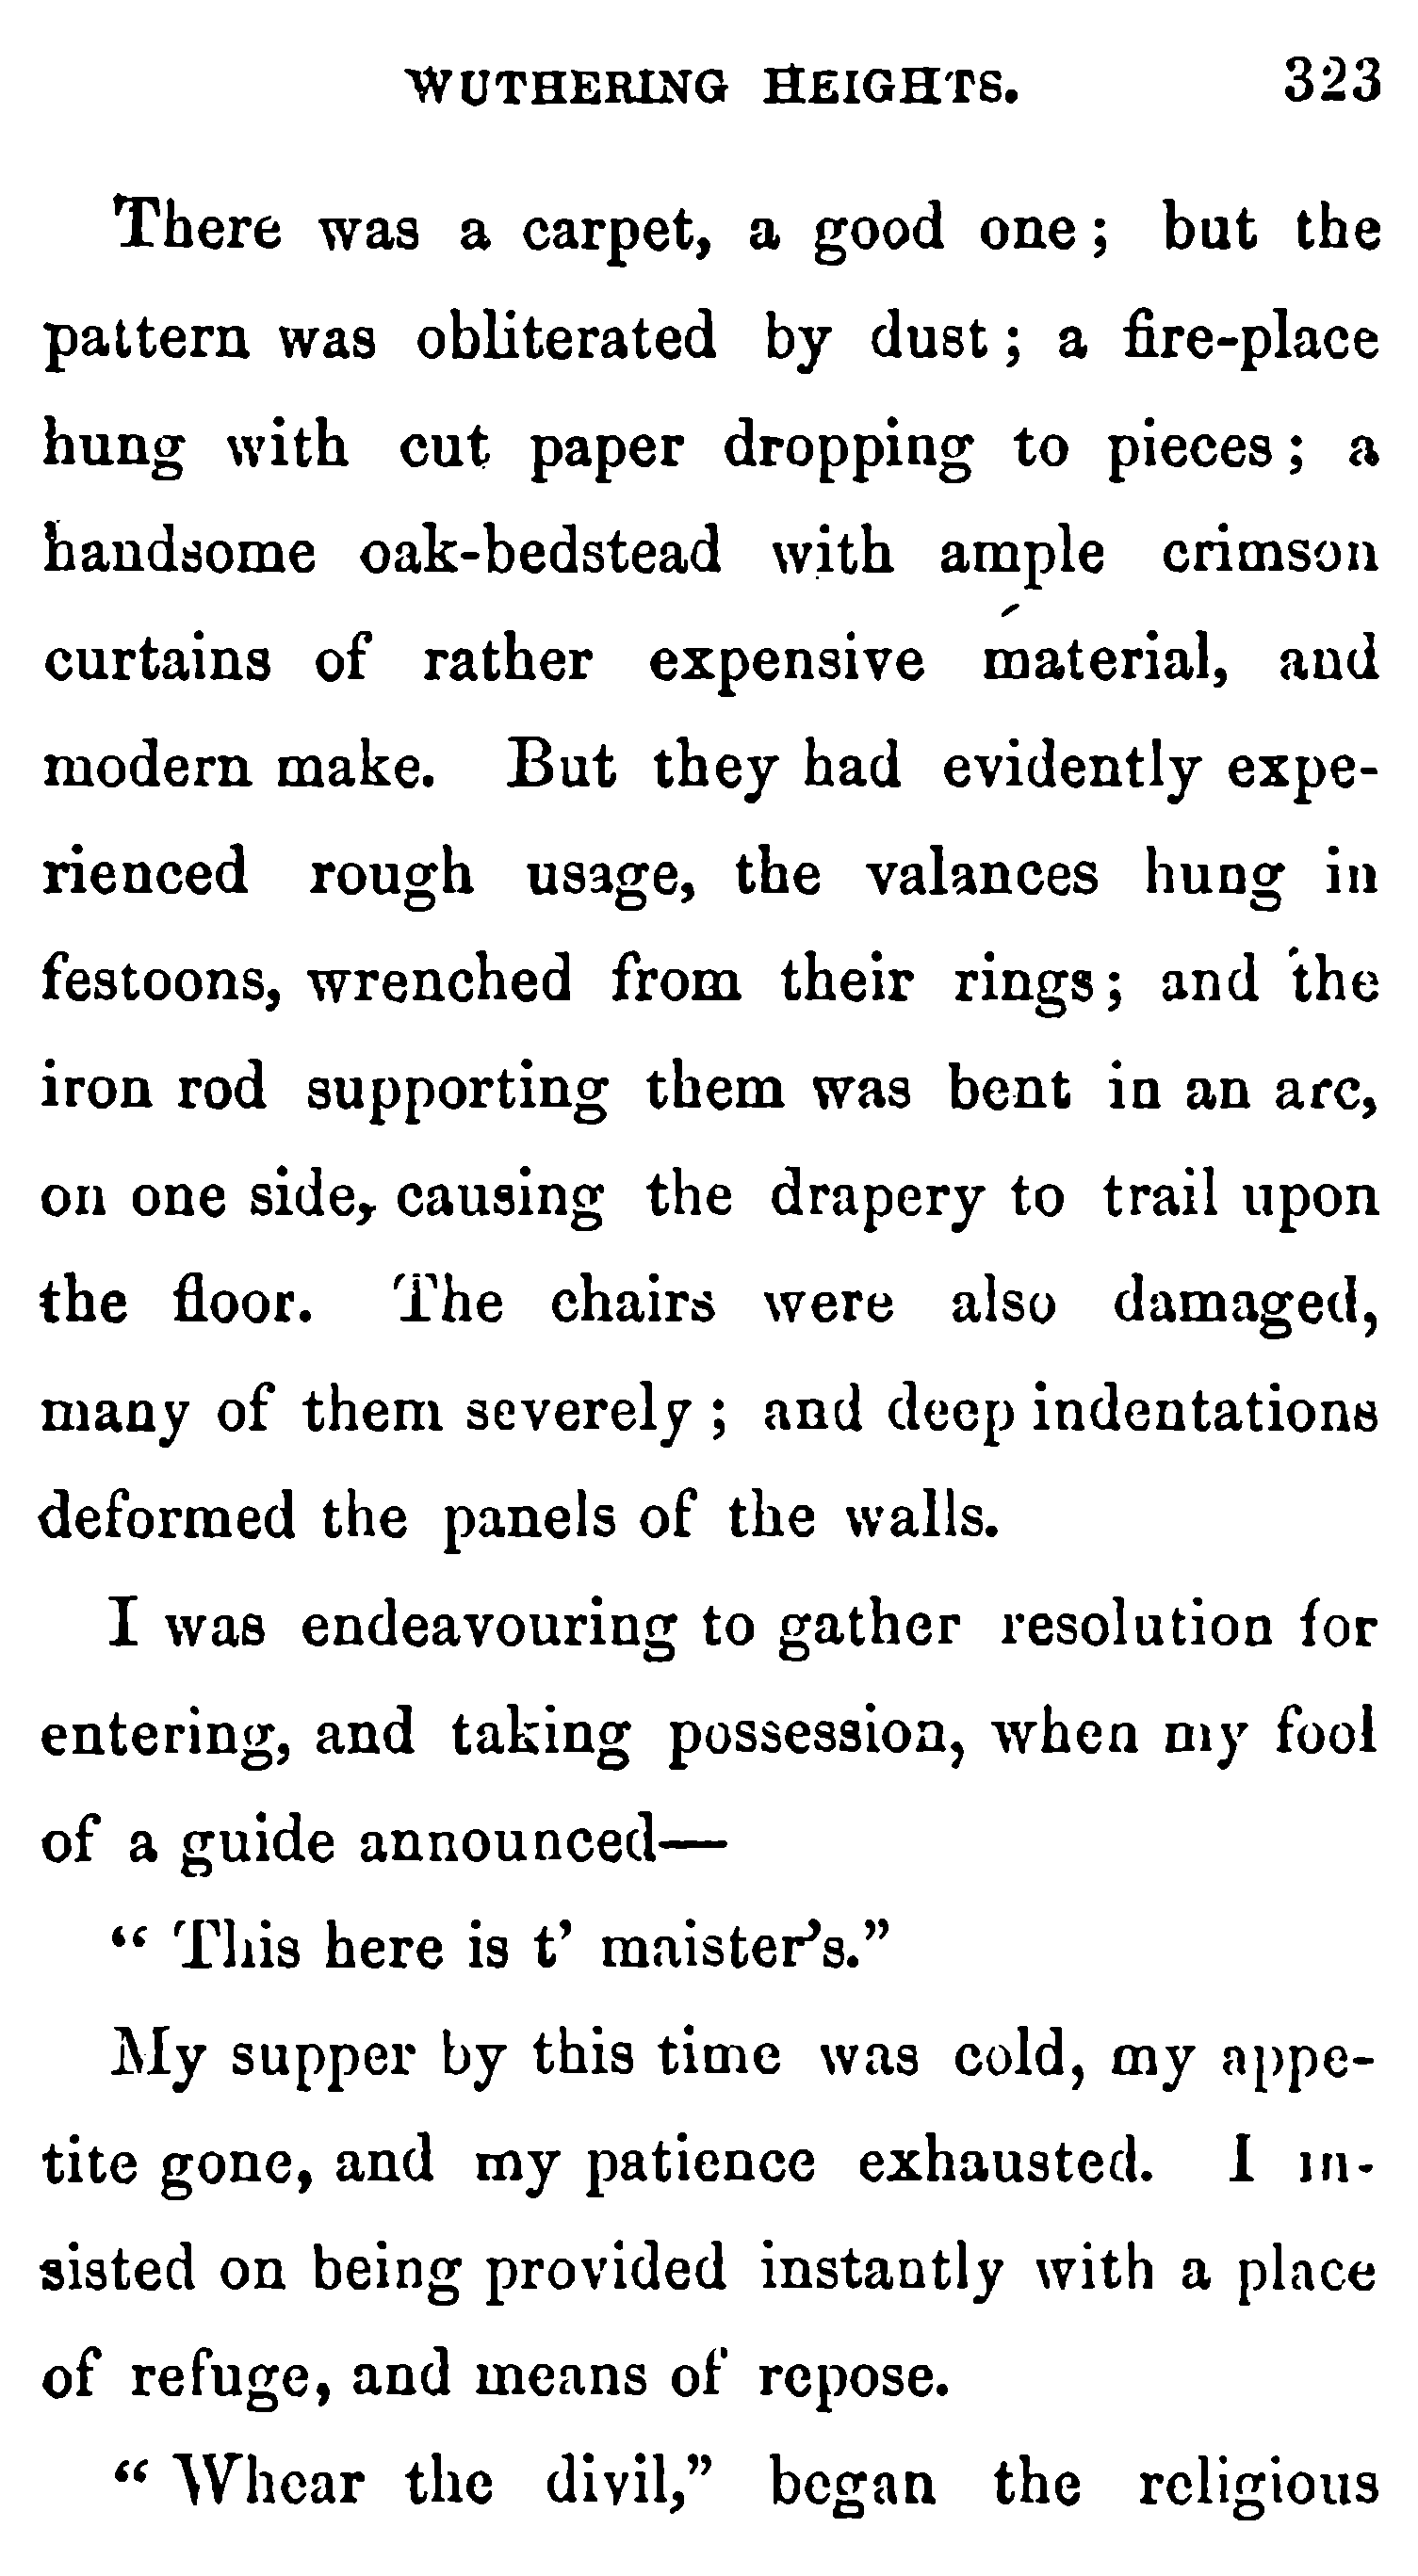 WUTHERING HEIGHTS. 323
There was a carpet, a good one; but the
pattern was obliterated by dust; a fire-place
hung with cut paper dropping to pieces; a
handsome oak-bedstead with ample crimson
curtains of rather expensive material, and
modern make. But they had evidently expe-
rienced rough usage, the valances hung in
festoons, wrenched from their rings; and the
iron rod supporting them was bent in an arc,
on one side, causing the drapery to trail upon
the floor. The chairs were also damaged,
many of them severely; and deep indentations
deformed the panels of the walls.
I was endeavouring to gather resolution for
entering, and taking possession, when my fool
of a guide announced—
“This here is t' maister's.”
My supper by this time was cold, my appe-
tite gone, and my patience exhausted. I in-
sisted on being provided instantly with a place
of refuge, and means of repose.
“Whear the divil,” began the religious